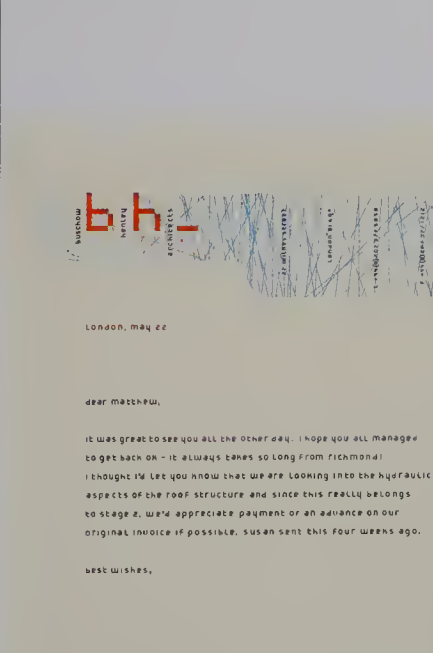 buschow
bh_
henley
architects
London, may 22
dear matthew,
it was great to see you all the other day. i hope you all managed
to get back ok - it always takes so long from richmond!
i thought i'd let you know that we are looking into the hydraulic
aspects of the roof structure and since this really belongs
to stage 2, we'd appreciate payment or an advance on our
original invoice if possible, susan sent this four weeks ago.
best wishes,